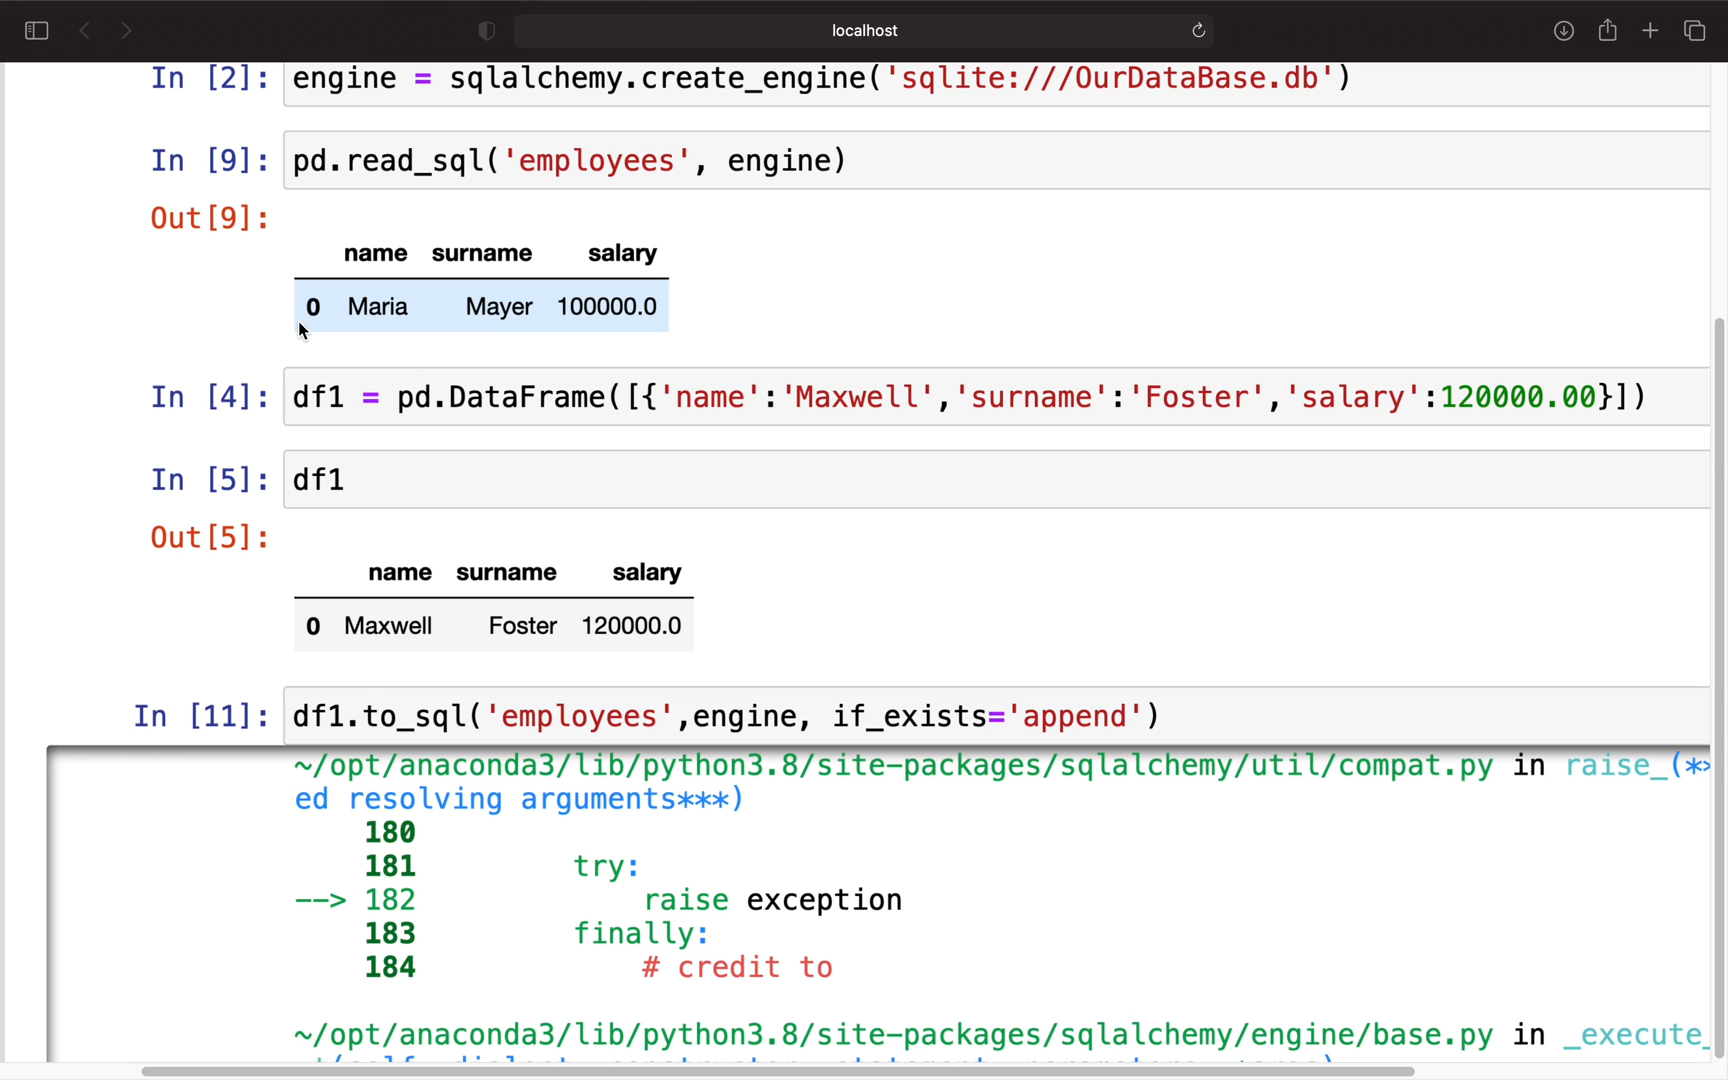 localhost
In [2]: engine = sqlalchemy.create_engine('sqlite:///OurDataBase.db')
In [9]: pd.read_sql('employees', engine)
Out[9]:
name surname salary
0 Maria Mayer 100000.0
In [4]: df1 = pd.DataFrame([{'name':'Maxwell','surname':'Foster','salary':120000.00}])
In [5]: df1
Out[5]:
name surname salary
0 Maxwell Foster 120000.0
In [11]: df1.to_sql('employees',engine, if_exists='append')
~/opt/anaconda3/lib/python3.8/site-packages/sqlalchemy/util/compat.py in raise_(**
ed resolving arguments***)
180
181 try:
--> 182 raise exception
183 finally:
184 # credit to
~/opt/anaconda3/lib/python3.8/site-packages/sqlalchemy/engine/base.py in _execute_